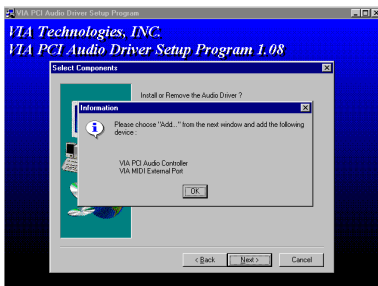 VIA PCI Audio Driver Setup Program
VIA Technologies, INC.
VIA PCI Audio Driver Setup Program 1.08
Select Components
Install or Remove the Audio Driver ?
Information
Please choose "Add..." from the next window and add the following
device :
VIA PCI Audio Controller
VIA MIDI External Port
OK
< Back
Next >
Cancel